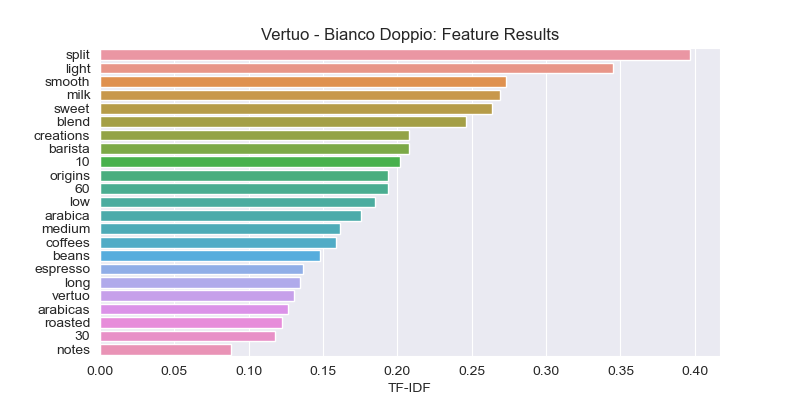 Vertuo - Bianco Doppio: Feature Results
split
light
smooth
milk
sweet
blend
creations
barista
10
origins
60
low
arabica
medium
coffees
beans
espresso
long
vertuo
arabicas
roasted
30
notes
0.00 0.05 0.10 0.15 0.20 0.25 0.30 0.35 0.40
TF-IDF